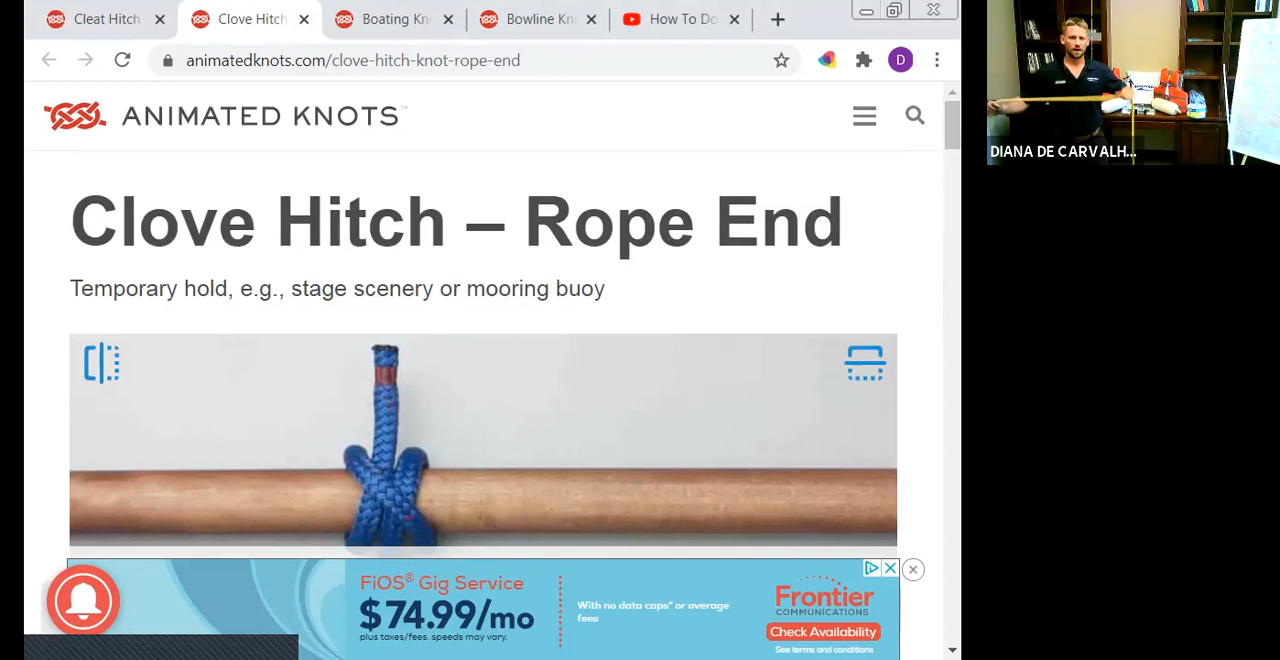 Cleat Hitch
Clove Hitch
Boating Kn
Bowline Kn
How To Do
animatedknots.com/clove-hitch-knot-rope-end
D
ANIMATED KNOTS™
Clove Hitch – Rope End
Temporary hold, e.g., stage scenery or mooring buoy
FiOS® Gig Service
$74.99/mo
plus taxes/fees. speeds may vary.
With no data caps* or overage
fees
Frontier
COMMUNICATIONS
Check Availability
See terms and conditions
DIANA DE CARVALH...